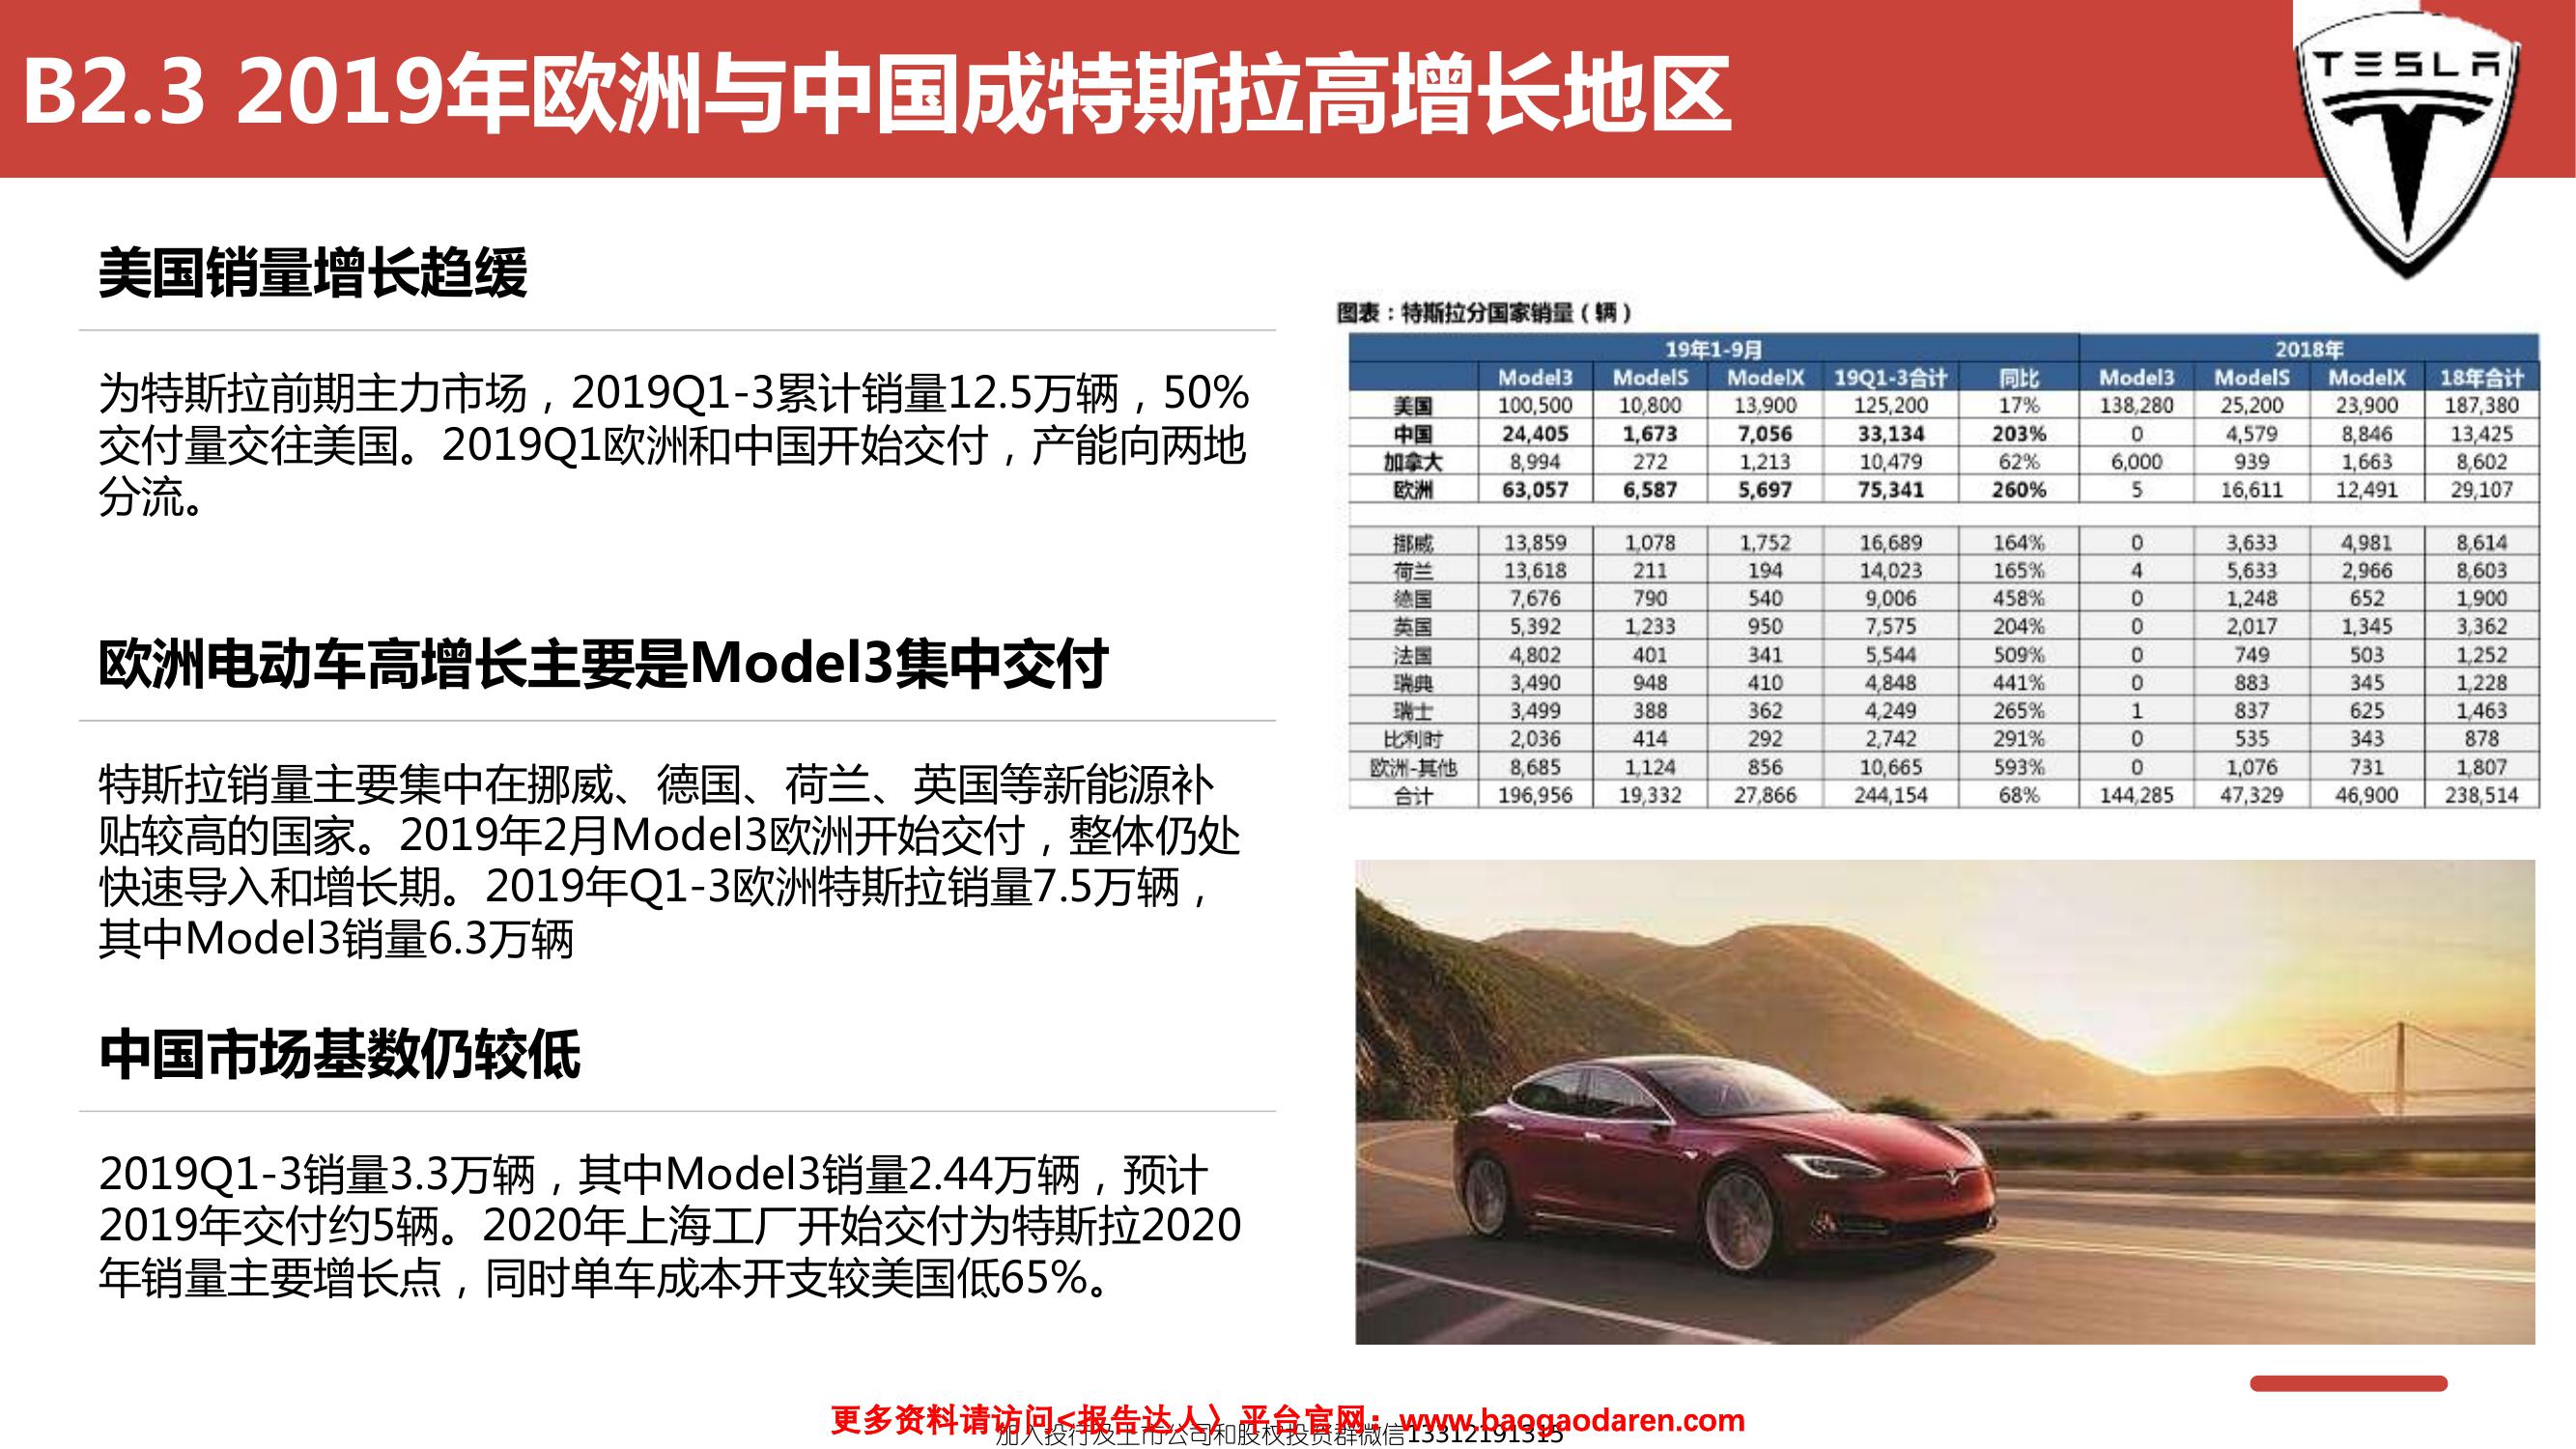 B2.3 2019年欧洲与中国成特斯拉高增长地区
TESLA
美国销量增长趋缓
为特斯拉前期主力市场，2019Q1-3累计销量12.5万辆，50%
交付量交往美国。2019Q1欧洲和中国开始交付，产能向两地
分流。
欧洲电动车高增长主要是Model3集中交付
特斯拉销量主要集中在挪威、德国、荷兰、英国等新能源补
贴较高的国家。2019年2月Model3欧洲开始交付，整体仍处
快速导入和增长期。2019年Q1-3欧洲特斯拉销量7.5万辆，
其中Model3销量6.3万辆
中国市场基数仍较低
2019Q1-3销量3.3万辆，其中Model3销量2.44万辆，预计
2019年交付约5辆。2020年上海工厂开始交付为特斯拉2020
年销量主要增长点，同时单车成本开支较美国低65%。
图表：特斯拉分国家销量（辆）
19年1-9月 2018年
Model3 ModelS ModelX 19Q1-3合计 同比 Model3 ModelS ModelX 18年合计
美国 100,500 10,800 13,900 125,200 17% 138,280 25,200 23,900 187,380
中国 24,405 1,673 7,056 33,134 203% 0 4,579 8,846 13,425
加拿大 8,994 272 1,213 10,479 62% 6,000 939 1,663 8,602
欧洲 63,057 6,587 5,697 75,341 260% 5 16,611 12,491 29,107
挪威 13,859 1,078 1,752 16,689 164% 0 3,633 4,981 8,614
荷兰 13,618 211 194 14,023 165% 4 5,633 2,966 8,603
德国 7,676 790 540 9,006 458% 0 1,248 652 1,900
英国 5,392 1,233 950 7,575 204% 0 2,017 1,345 3,362
法国 4,802 401 341 5,544 509% 0 749 503 1,252
瑞典 3,490 948 410 4,848 441% 0 883 345 1,228
瑞士 3,499 388 362 4,249 265% 1 837 625 1,463
比利时 2,036 414 292 2,742 291% 0 535 343 878
欧洲-其他 8,685 1,124 856 10,665 593% 0 1,076 731 1,807
合计 196,956 19,332 27,866 244,154 68% 144,285 47,329 46,900 238,514
更多资料请访问<报告达人〉平台官网：www.baogaodaren.com
加入投行及上市公司和股权投资群微信13312191315